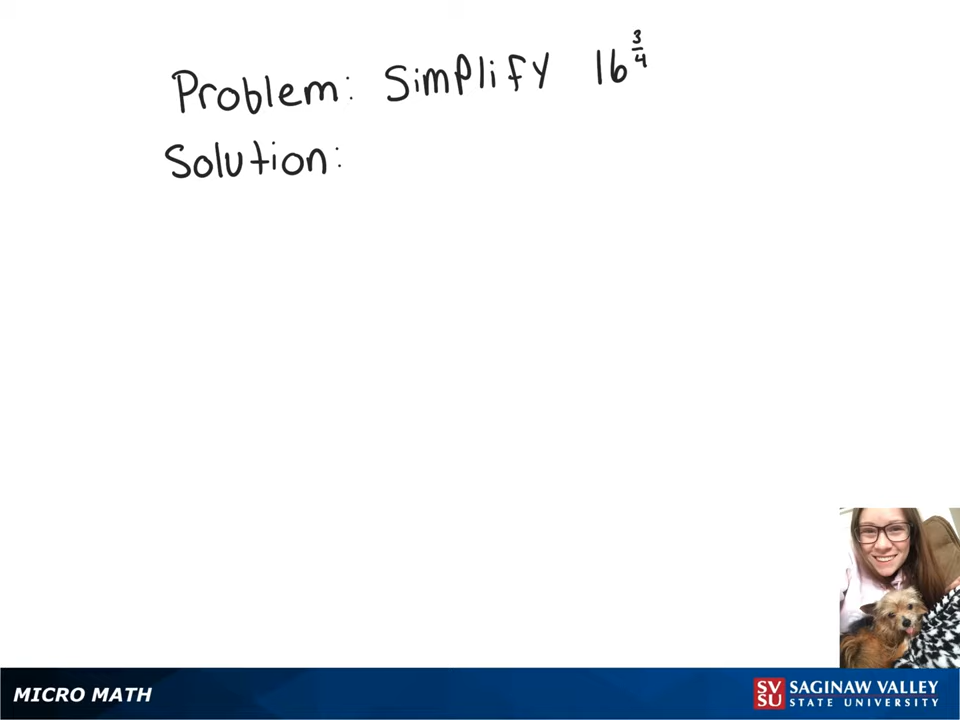 Problem: Simplify 16^{3/4}
Solution:
MICRO MATH
SV SU SAGINAW VALLEY
STATE UNIVERSITY